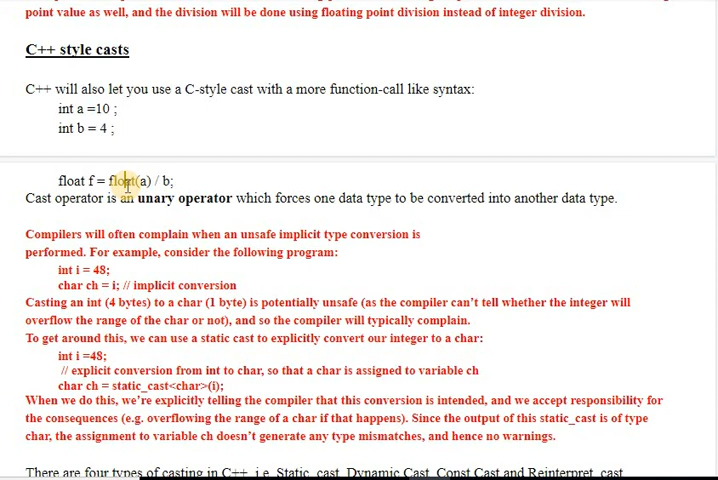 point value as well, and the division will be done using floating point division instead of integer division.
C++ style casts
C++ will also let you use a C-style cast with a more function-call like syntax:
int a =10 ;
int b = 4 ;
float f = float(a) / b;
Cast operator is an unary operator which forces one data type to be converted into another data type.
Compilers will often complain when an unsafe implicit type conversion is
performed. For example, consider the following program:
int i = 48;
char ch = i; // implicit conversion
Casting an int (4 bytes) to a char (1 byte) is potentially unsafe (as the compiler can't tell whether the integer will
overflow the range of the char or not), and so the compiler will typically complain.
To get around this, we can use a static cast to explicitly convert our integer to a char:
int i =48;
// explicit conversion from int to char, so that a char is assigned to variable ch
char ch = static_cast<char>(i);
When we do this, we're explicitly telling the compiler that this conversion is intended, and we accept responsibility for
the consequences (e.g. overflowing the range of a char if that happens). Since the output of this static_cast is of type
char, the assignment to variable ch doesn't generate any type mismatches, and hence no warnings.
There are four types of casting in C++ i.e. Static_cast, Dynamic Cast, Const Cast and Reinterpret_cast